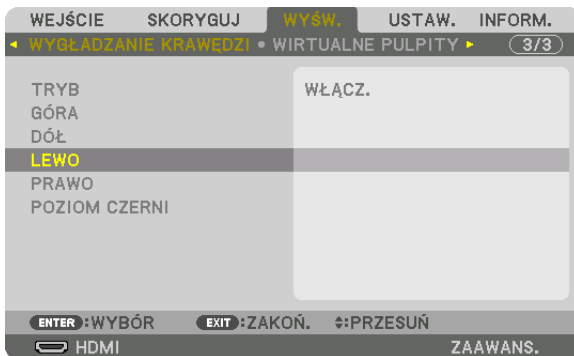 WEJŚCIE SKORYGUJ WYŚW. USTAW. INFORM.
WYGŁADZANIE KRAWĘDZI • WIRTUALNE PULPITY 3/3
TRYB WŁĄCZ.
GÓRA
DÓŁ
LEWO
PRAWO
POZIOM CZERNI
ENTER :WYBÓR EXIT :ZAKOŃ. :PRZESUŃ
HDMI ZAAWANS.